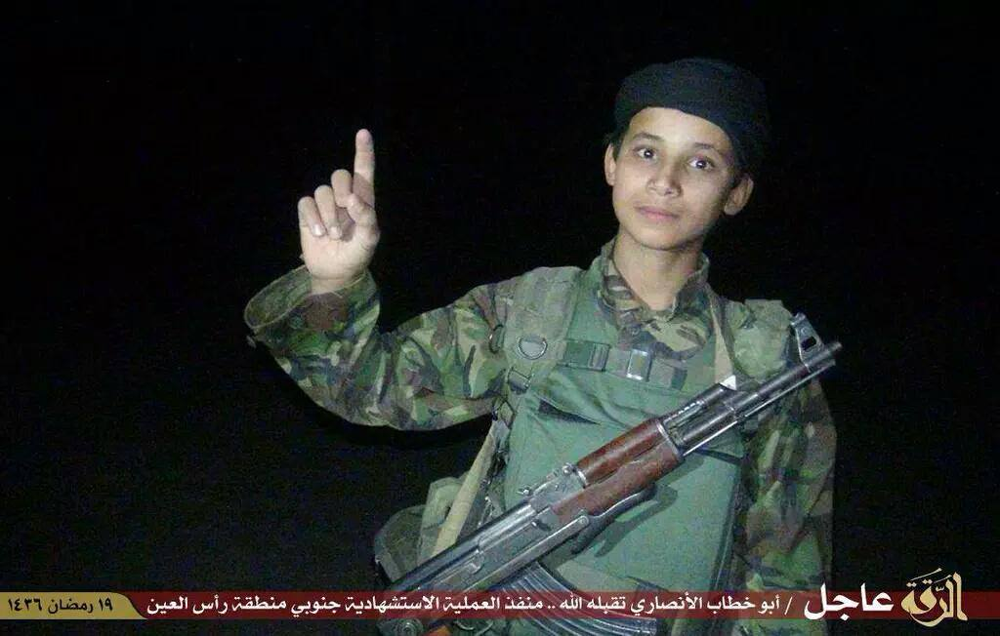 الرقة عاجل / أبو خطاب الأنصاري تقبله الله .. منفذ العملية الاستشهادية جنوبي منطقة رأس العين ١٩ رمضان ١٤٣٦